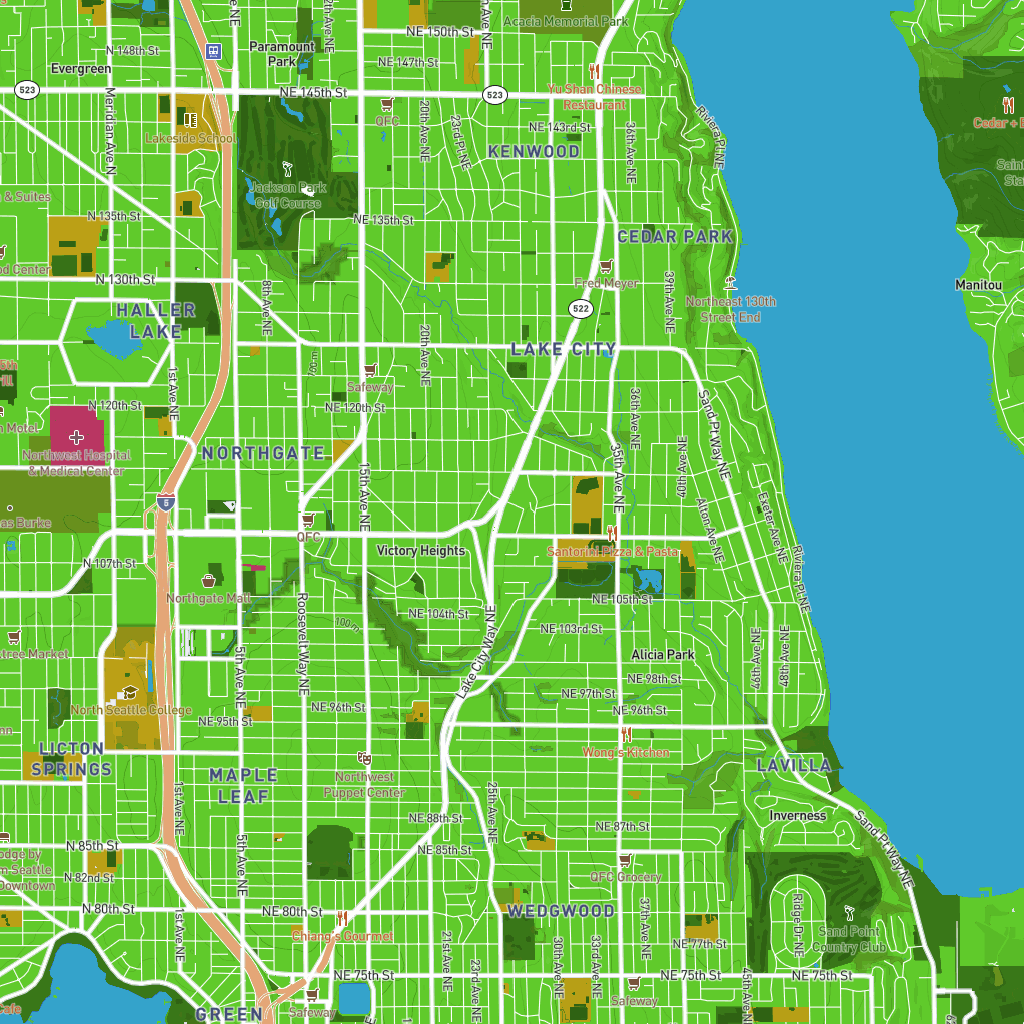 Acacia Memorial Park
NE 150th St
N 148th St
Paramount
Park
NE 147th St
Evergreen
Yu Shan Chinese
Restaurant
523
NE 145th St
523
QFC
Meridian Ave N
Lakeside School
20th Ave NE
23rd Pl NE
NE 143rd St
KENWOOD
36th Ave NE
Riviera Pl NE
Jackson Park
Golf Course
& Suites
N 135th St
NE 135th St
CEDAR PARK
N 130th St
Fred Meyer
Manitou
8th Ave NE
39th Ave NE
Northeast 130th
Street End
HALLER
LAKE
522
LAKE CITY
20th Ave NE
100 m
Safeway
1st Ave NE
N 120th St
NE 120th St
36th Ave NE
Sand Pt Way NE
Northwest Hospital
& Medical Center
NORTHGATE
15th Ave NE
35th Ave NE
40th Ave NE
5
Alton Ave NE
Exeter Ave NE
QFC
Victory Heights
Santorini Pizza & Pasta
Riviera Pl NE
N 107th St
Northgate Mall
Roosevelt Way NE
NE 105th St
NE 104th St
100 m
NE 103rd St
Lake City Way NE
46th Ave NE
48th Ave NE
Alicia Park
5th Ave NE
NE 98th St
NE 97th St
North Seattle College
NE 96th St
NE 96th St
NE 95th St
Wong's Kitchen
LICTON
SPRINGS
LAVILLA
MAPLE
LEAF
Northwest
Puppet Center
1st Ave NE
25th Ave NE
Inverness
NE 88th St
NE 87th St
Sand Pt Way NE
N 85th St
5th Ave NE
NE 85th St
N 82nd St
QFC Grocery
N 80th St
NE 80th St
WEDGWOOD
37th Ave NE
Ridge Dr NE
1st Ave NE
Chiang's Gourmet
21st Ave NE
30th Ave NE
33rd Ave NE
NE 77th St
Sand Point
Country Club
NE 75th St
23rd Ave NE
NE 75th St
45th Ave NE
NE 75th St
Safeway
Safeway
GREEN